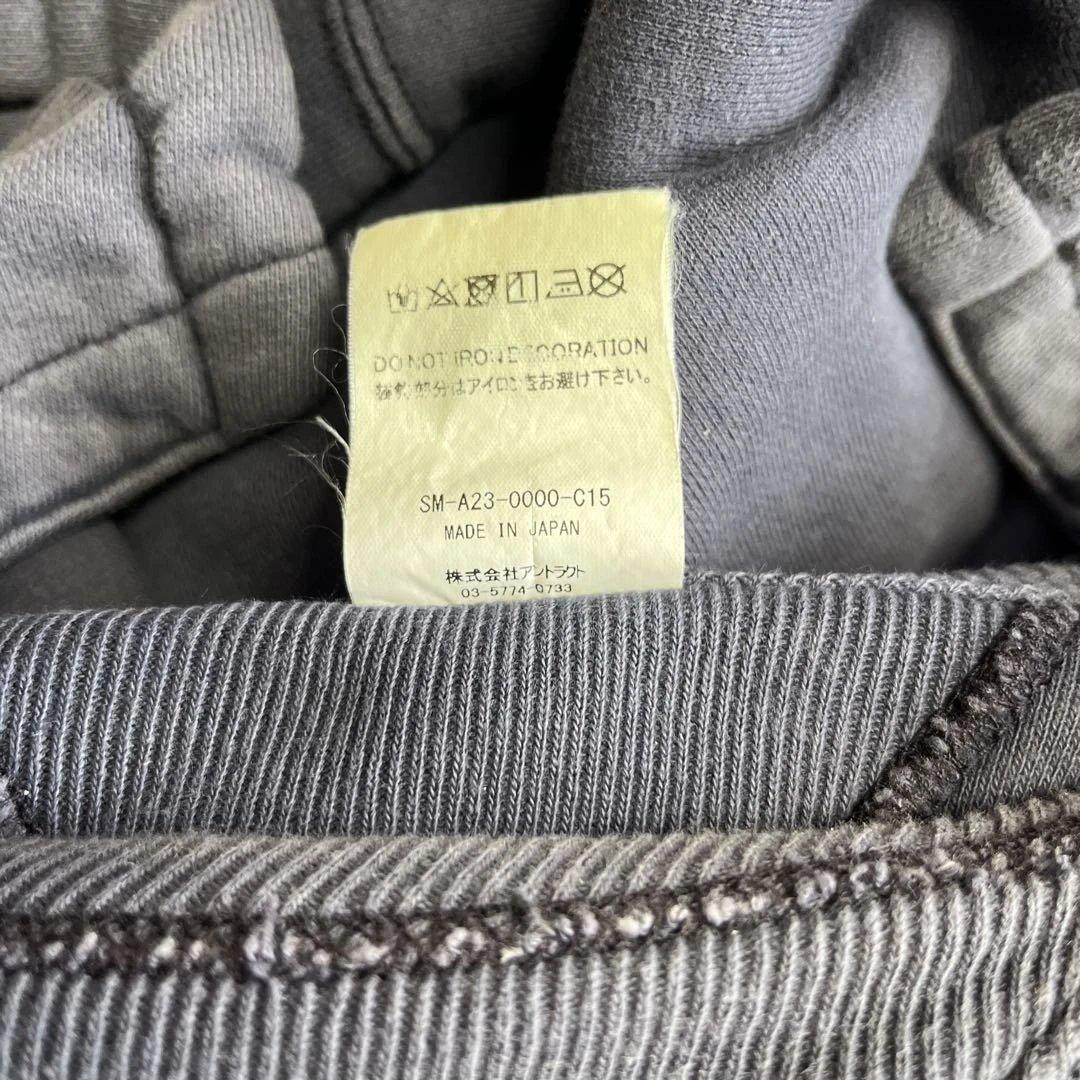 DO NOT IRON DECORATION
装飾部分はアイロンをお避け下さい。
SM-A23-0000-C15
MADE IN JAPAN
株式会社アントラクト
03-5774-0733